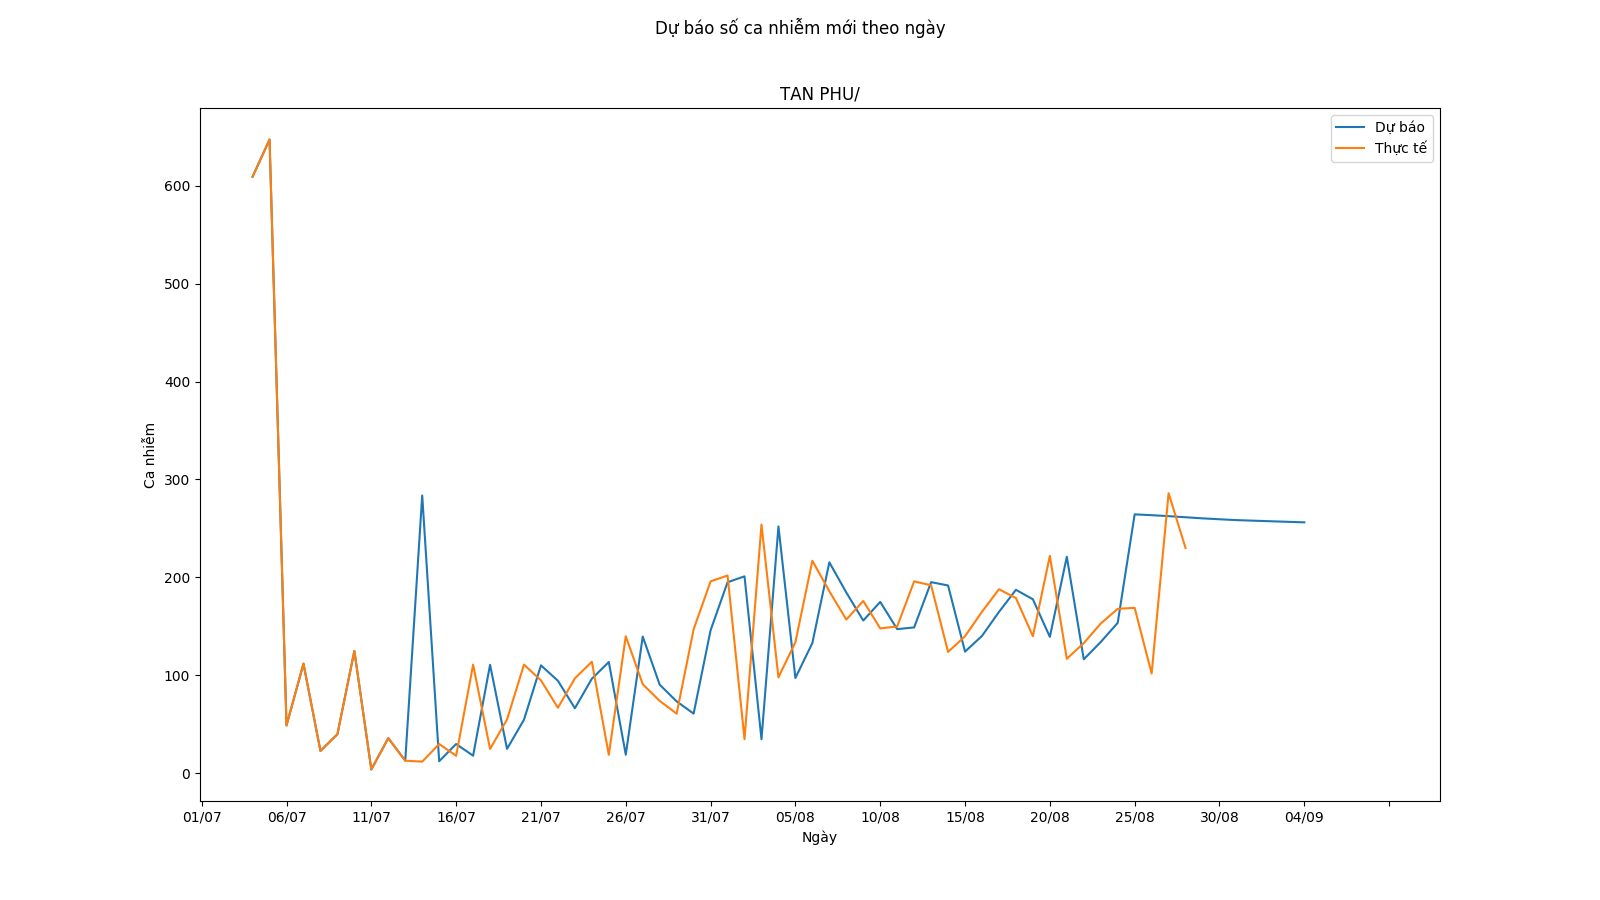 Dự báo số ca nhiễm mới theo ngày
TAN PHU/
Dự báo
Thực tế
600
500
400
300
200
100
0
Ca nhiễm
01/07 06/07 11/07 16/07 21/07 26/07 31/07 05/08 10/08 15/08 20/08 25/08 30/08 04/09
Ngày